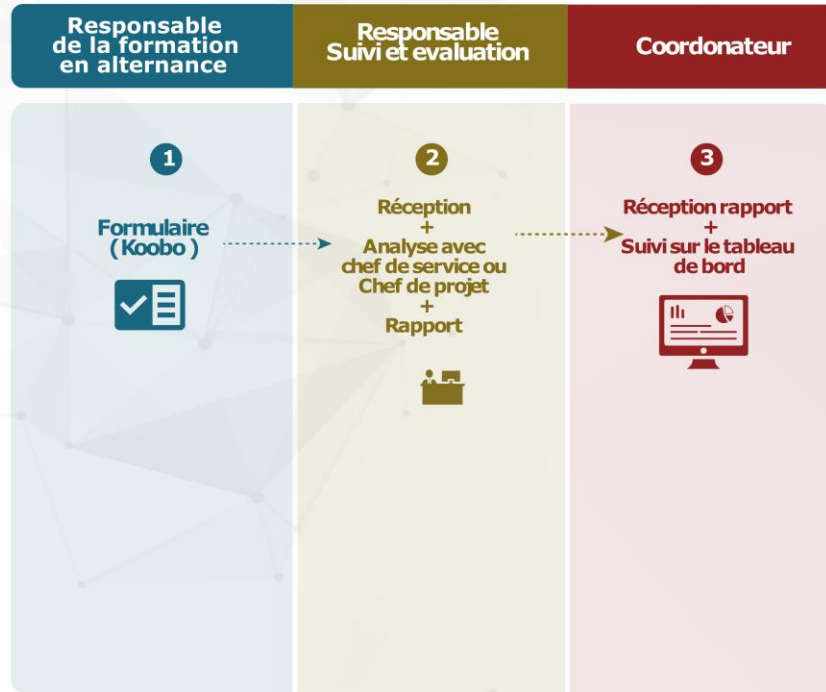 Responsable
de la formation
en alternance
Responsable
Suivi et evaluation
Coordonateur
1
Formulaire
( Koobo )
2
Réception
+
Analyse avec
chef de service ou
Chef de projet
+
Rapport
3
Réception rapport
+
Suivi sur le tableau
de bord